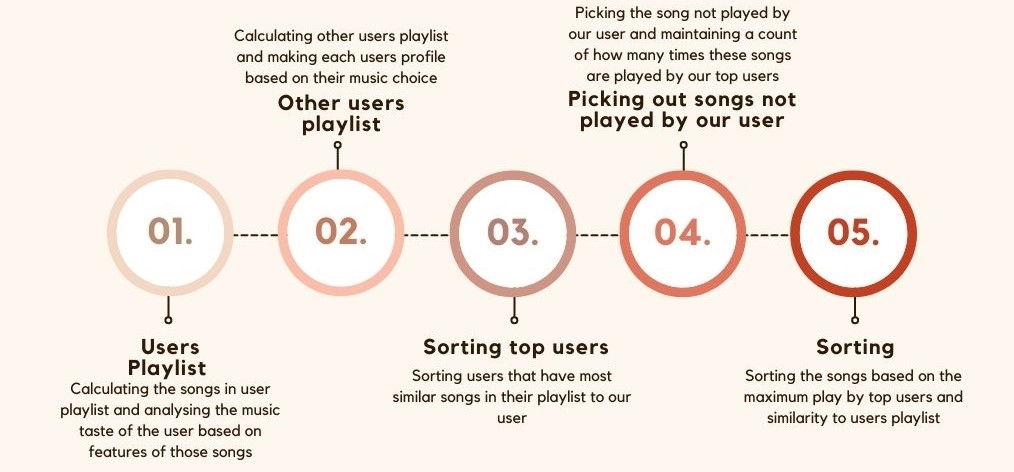 01.
Users
Playlist
Calculating the songs in user
playlist and analysing the music
taste of the user based on
features of those songs
Calculating other users playlist
and making each users profile
based on their music choice
Other users
playlist
02.
03.
Sorting top users
Sorting users that have most
similar songs in their playlist to our
user
Picking the song not played by
our user and maintaining a count
of how many times these songs
are played by our top users
Picking out songs not
played by our user
04.
05.
Sorting
Sorting the songs based on the
maximum play by top users and
similarity to users playlist